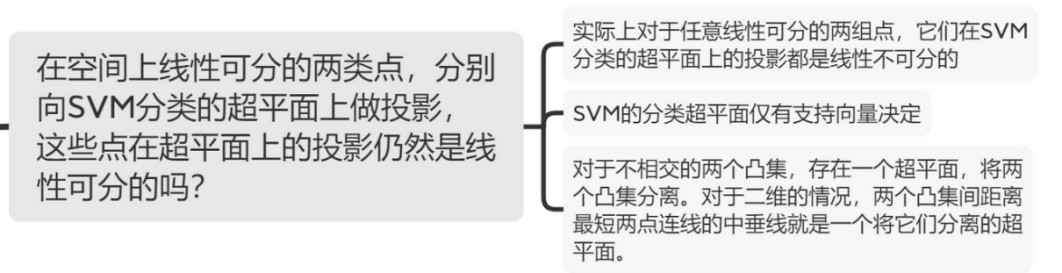 在空间上线性可分的两类点，分别
向SVM分类的超平面上做投影，
这些点在超平面上的投影仍然是线
性可分的吗？
实际上对于任意线性可分的两组点，它们在SVM
分类的超平面上的投影都是线性不可分的
SVM的分类超平面仅有支持向量决定
对于不相交的两个凸集，存在一个超平面，将两
个凸集分离。对于二维的情况，两个凸集间距离
最短两点连线的中垂线就是一个将它们分离的超
平面。